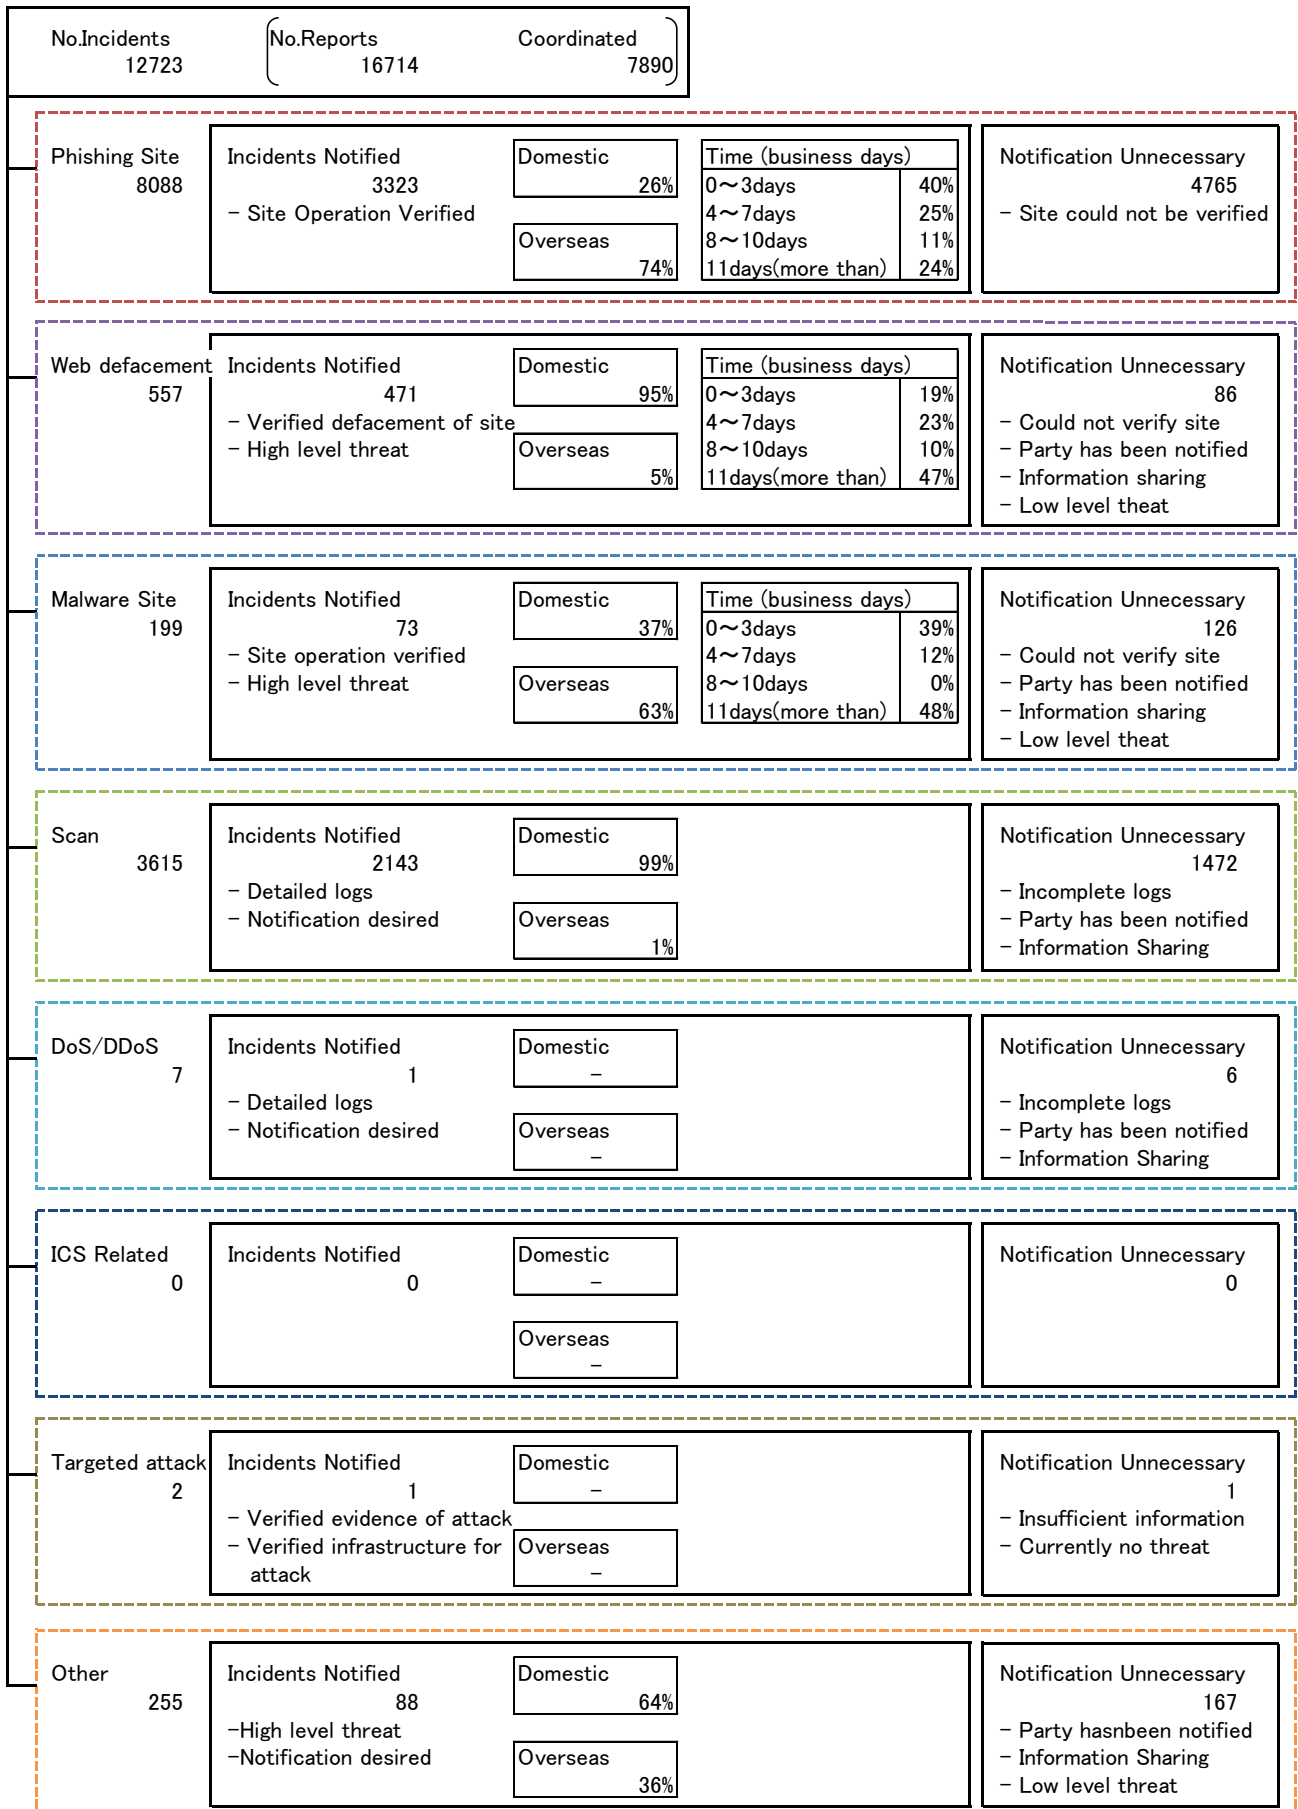 No.Incidents No.Reports Coordinated
12723 16714 7890
Phishing Site Incidents Notified Domestic Time (business days) Notification Unnecessary
8088 3323 26% 0～3days 40% 4765
- Site Operation Verified 4～7days 25% - Site could not be verified
Overseas 8～10days 11%
74% 11days(more than) 24%
Web defacement Incidents Notified Domestic Time (business days) Notification Unnecessary
557 471 95% 0～3days 19% 86
- Verified defacement of site 4～7days 23% - Could not verify site
- High level threat Overseas 8～10days 10% - Party has been notified
5% 11days(more than) 47% - Information sharing
- Low level theat
Malware Site Incidents Notified Domestic Time (business days) Notification Unnecessary
199 73 37% 0～3days 39% 126
- Site operation verified 4～7days 12% - Could not verify site
- High level threat Overseas 8～10days 0% - Party has been notified
63% 11days(more than) 48% - Information sharing
- Low level theat
Scan Incidents Notified Domestic Notification Unnecessary
3615 2143 99% 1472
- Detailed logs - Incomplete logs
- Notification desired Overseas - Party has been notified
1% - Information Sharing
DoS/DDoS Incidents Notified Domestic Notification Unnecessary
7 1 - 6
- Detailed logs - Incomplete logs
- Notification desired Overseas - Party has been notified
- - Information Sharing
ICS Related Incidents Notified Domestic Notification Unnecessary
0 0 - 0
Overseas
-
Targeted attack Incidents Notified Domestic Notification Unnecessary
2 1 - 1
- Verified evidence of attack - Insufficient information
- Verified infrastructure for Overseas - Currently no threat
attack -
Other Incidents Notified Domestic Notification Unnecessary
255 88 64% 167
-High level threat - Party hasnbeen notified
-Notification desired Overseas - Information Sharing
36% - Low level threat